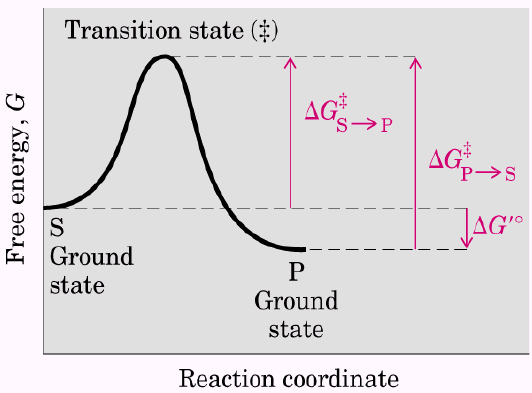 Transition state (‡)
ΔG‡S→P
ΔG‡P→S
ΔG′°
S
Ground
state
P
Ground
state
Free energy, G
Reaction coordinate